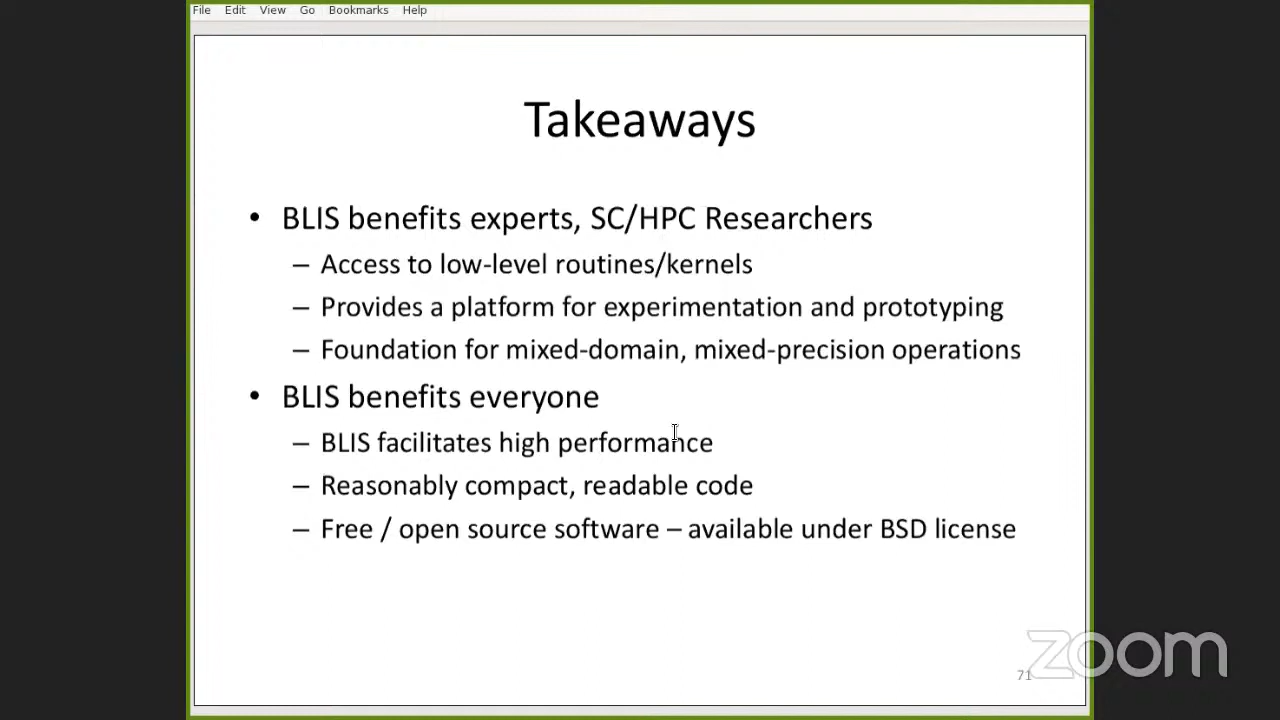 File Edit View Go Bookmarks Help
Takeaways
• BLIS benefits experts, SC/HPC Researchers
– Access to low-level routines/kernels
– Provides a platform for experimentation and prototyping
– Foundation for mixed-domain, mixed-precision operations
• BLIS benefits everyone
– BLIS facilitates high performance
– Reasonably compact, readable code
– Free / open source software – available under BSD license
71
zoom